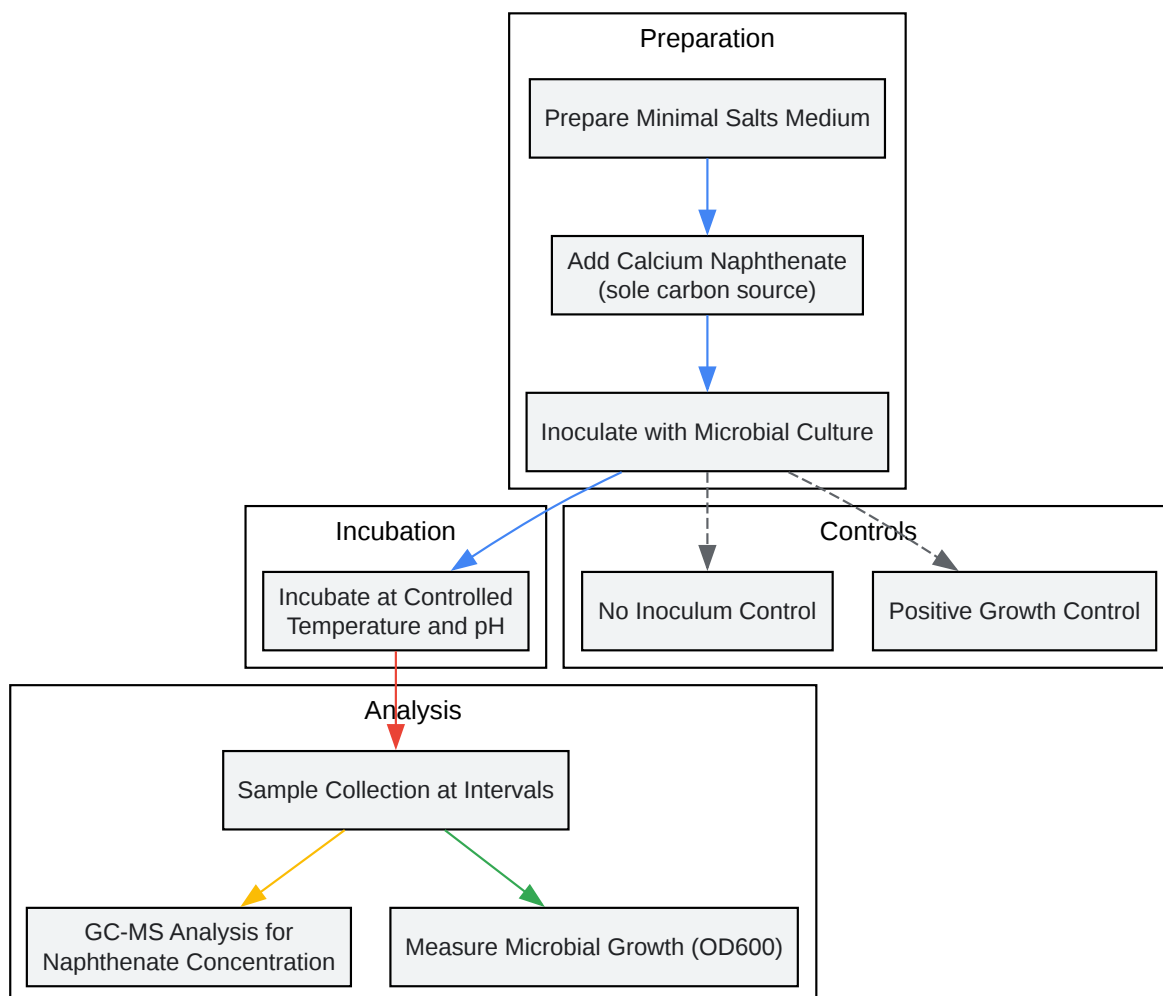 Preparation
Prepare Minimal Salts Medium
Add Calcium Naphthenate
(sole carbon source)
Inoculate with Microbial Culture
Incubation
Incubate at Controlled
Temperature and pH
Controls
No Inoculum Control
Positive Growth Control
Analysis
Sample Collection at Intervals
GC-MS Analysis for
Naphthenate Concentration
Measure Microbial Growth (OD600)